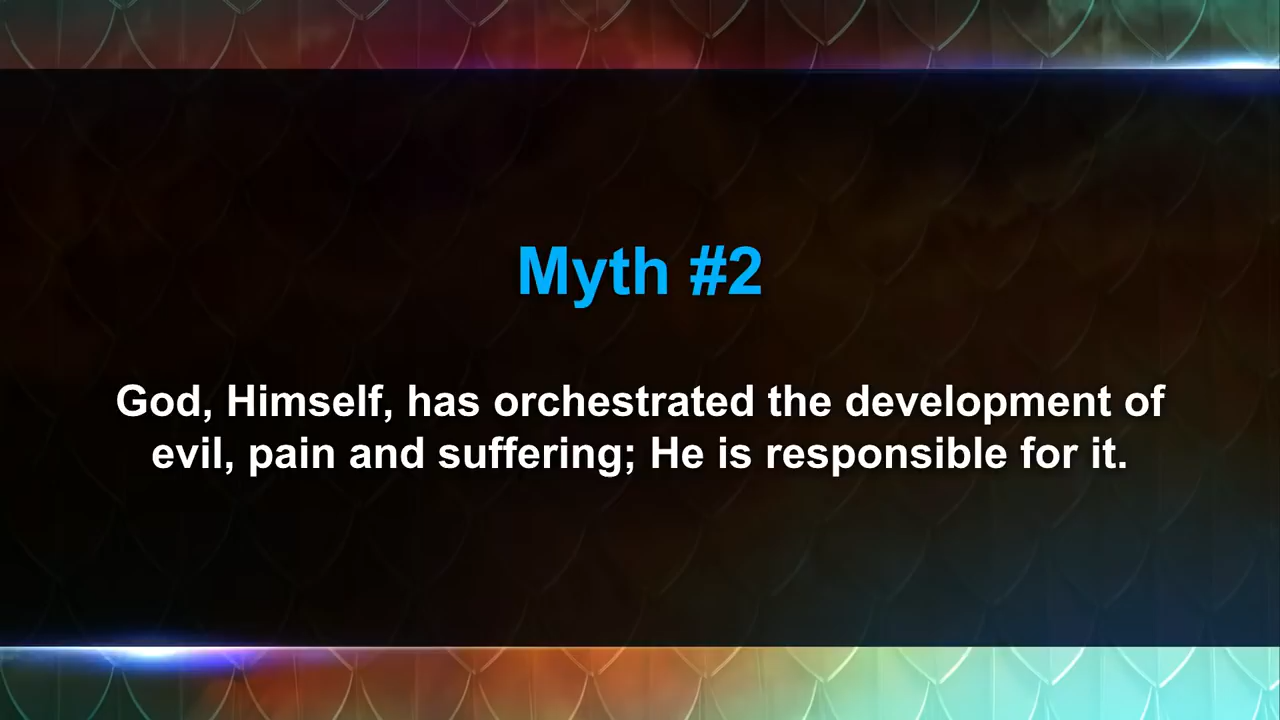 Myth #2
God, Himself, has orchestrated the development of
evil, pain and suffering; He is responsible for it.